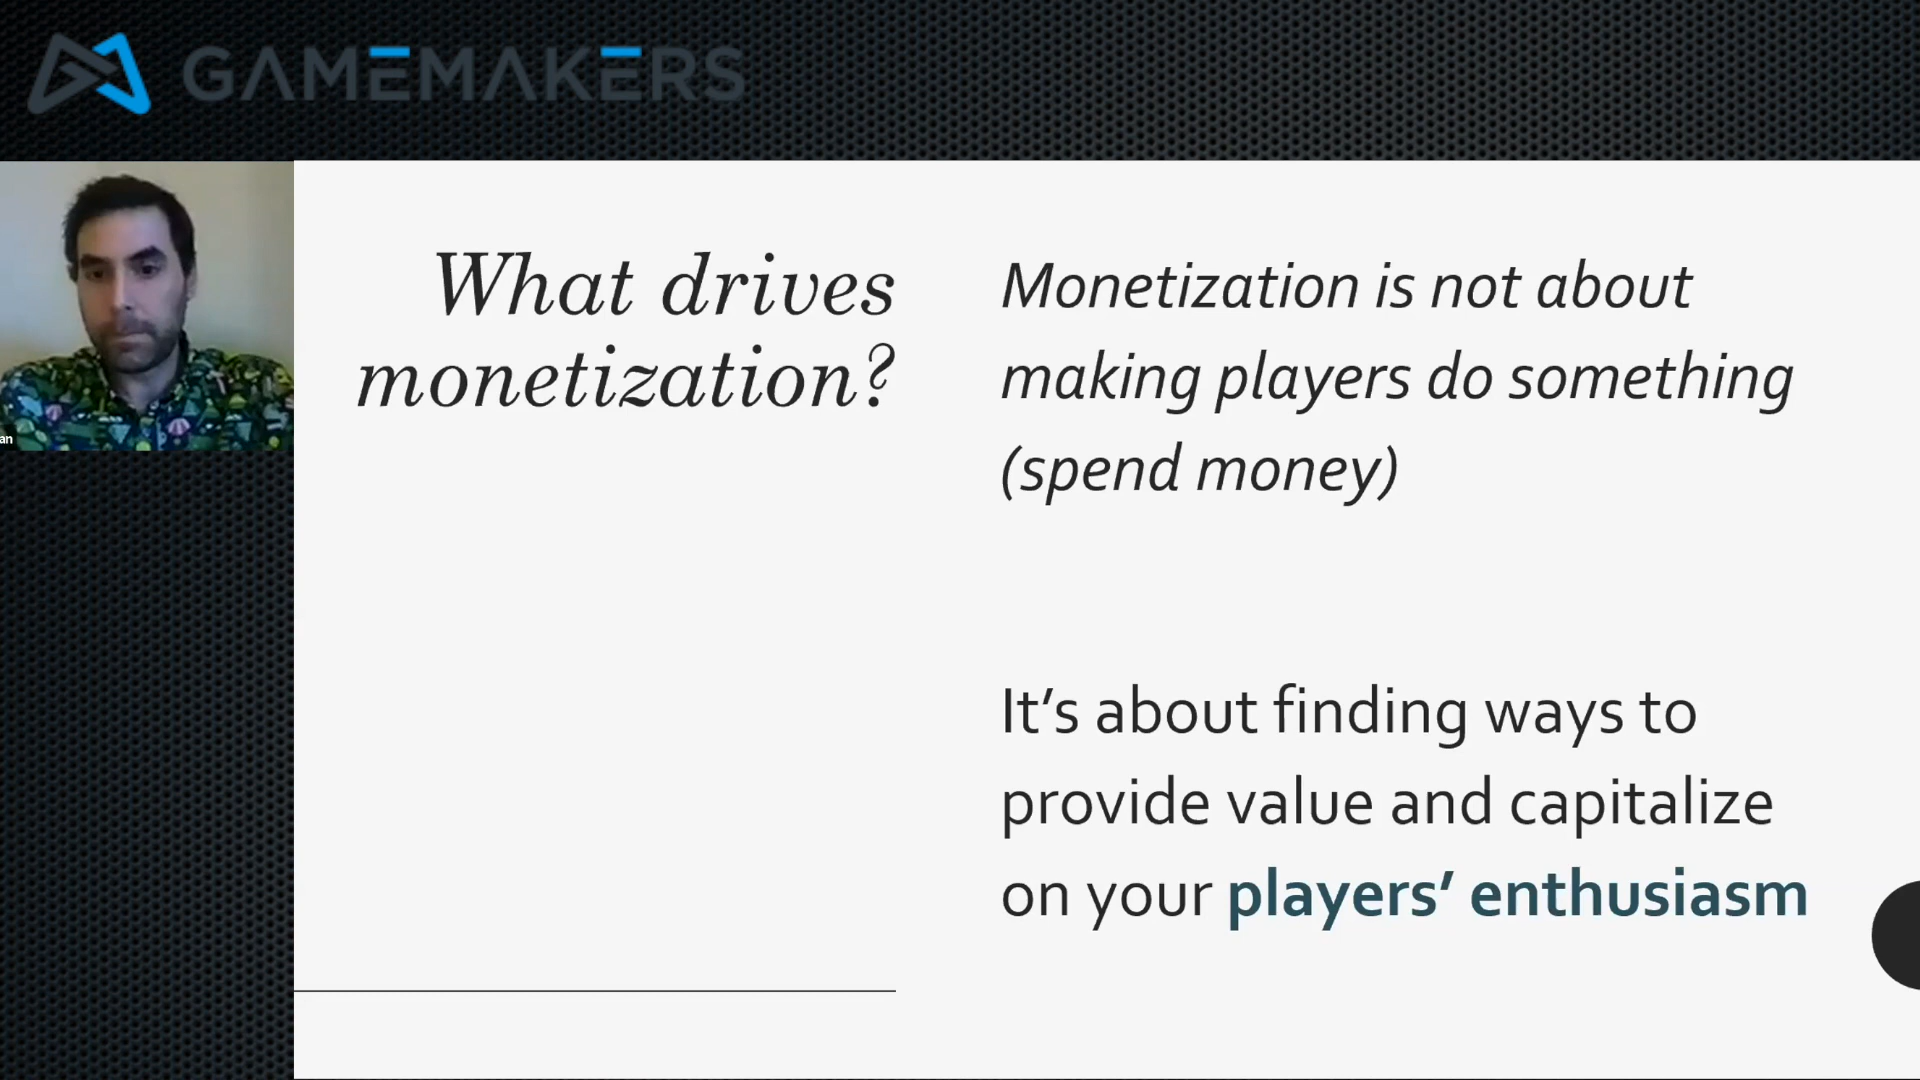 GAMEMAKERS
an
What drives
monetization?
Monetization is not about
making players do something
(spend money)
It’s about finding ways to
provide value and capitalize
on your players’ enthusiasm